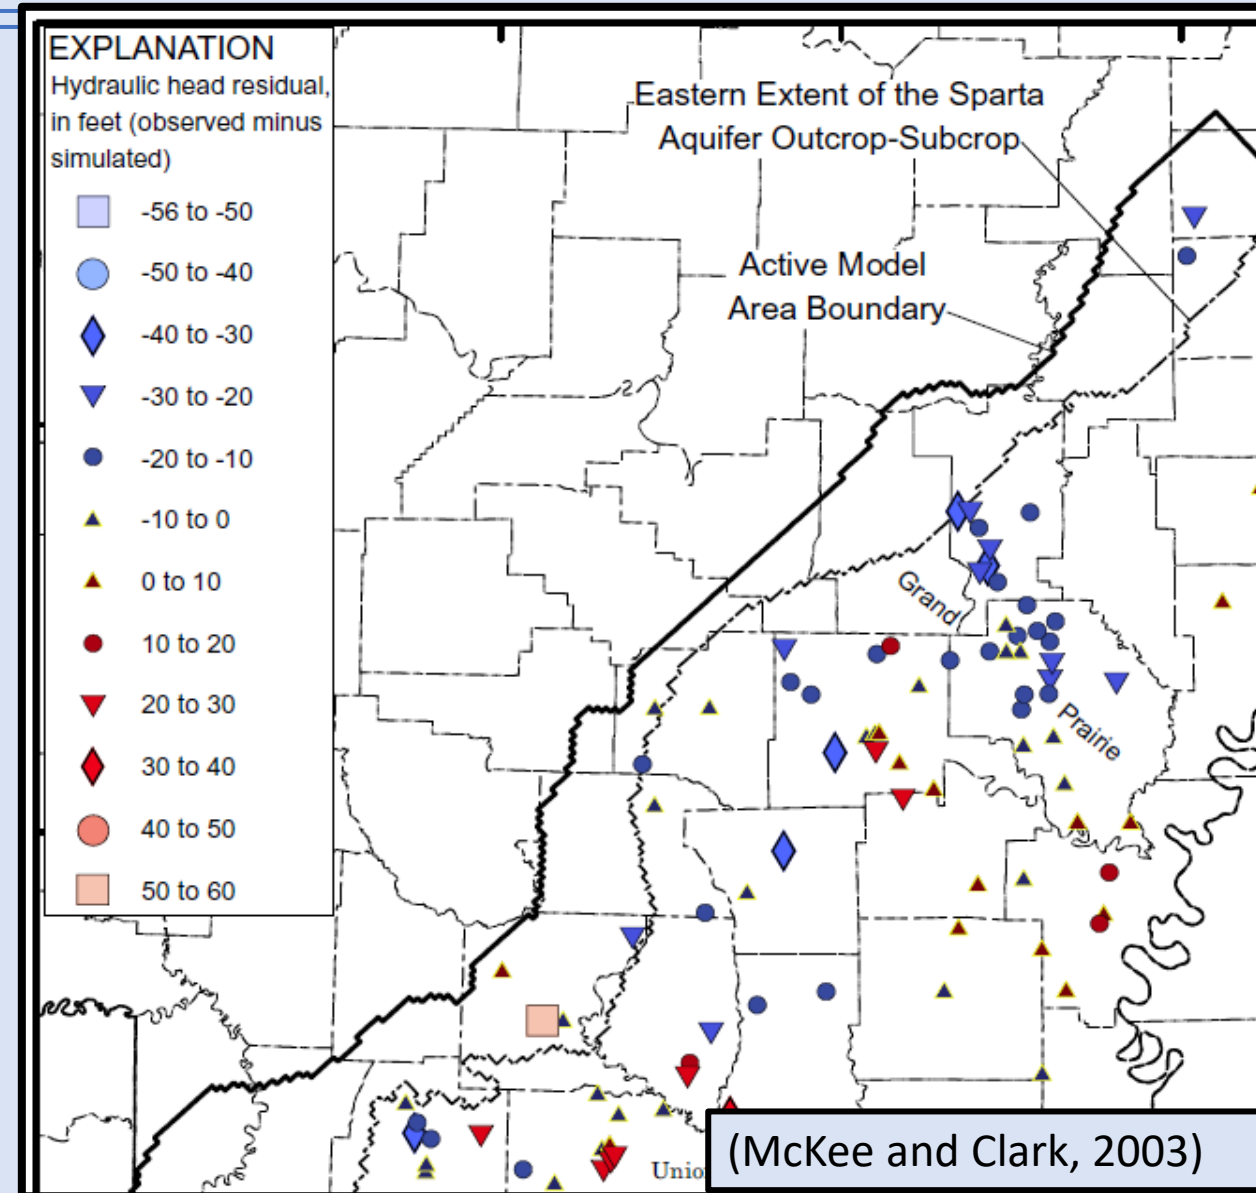 EXPLANATION
Hydraulic head residual,
in feet (observed minus
simulated)
-56 to -50
-50 to -40
-40 to -30
-30 to -20
-20 to -10
-10 to 0
0 to 10
10 to 20
20 to 30
30 to 40
40 to 50
50 to 60
Eastern Extent of the Sparta
Aquifer Outcrop-Subcrop
Active Model
Area Boundary
Grand
Prairie
(McKee and Clark, 2003)